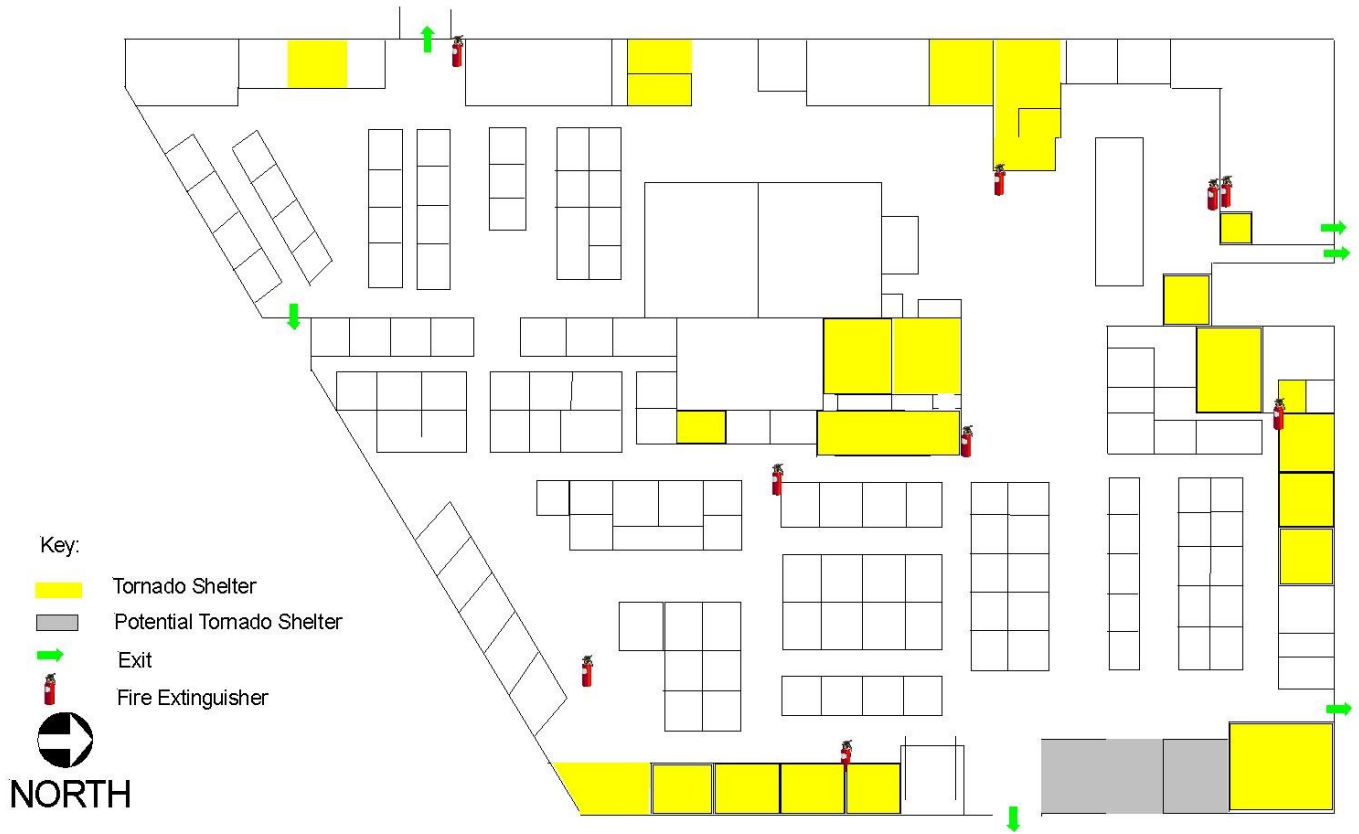 Key:
Tornado Shelter
Potential Tornado Shelter
Exit
Fire Extinguisher
NORTH